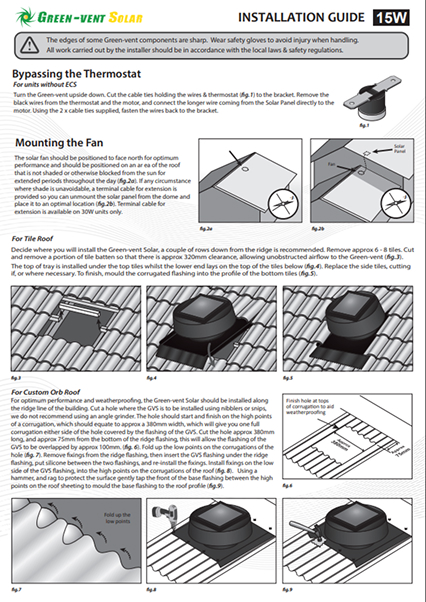 GREEN-VENT SOLAR
INSTALLATION GUIDE 15W
The edges of some Green-vent components are sharp. Wear safety gloves to avoid injury when handling.
All work carried out by the installer should be in accordance with the local laws & safety regulations.
Bypassing the Thermostat
For units without ECS
Turn the Green-vent upside down. Cut the cable ties holding the wires & thermostat (fig.1) to the bracket. Remove the
black wires from the thermostat and the motor, and connect the longer wire coming from the Solar Panel directly to the
motor. Using the 2 x cable ties supplied, fasten the wires back to the bracket.
fig.1
Mounting the Fan
The solar fan should be positioned to face north for optimum
performance and should be positioned on an ar ea of the roof
that is not shaded or otherwise blocked from the sun for
extended periods throughout the day (fig.2a). If any circumstance
where shade is unavoidable, a terminal cable for extension is
provided so you can unmount the solar panel from the dome and
place it to an optimal location (fig.2b). Terminal cable for
extension is available on 30W units only.
fig.2a
Solar
Panel
Fan
fig.2b
For Tile Roof
Decide where you will install the Green-vent Solar, a couple of rows down from the ridge is recommended. Remove approx 6 - 8 tiles. Cut
and remove a portion of tile batten so that there is approx 320mm clearance, allowing unobstructed airflow to the Green-vent (fig.3).
The top of tray is installed under the top tiles whilst the lower end lays on the top of the tiles below (fig.4). Replace the side tiles, cutting
if, or where necessary. To finish, mould the corrugated flashing into the profile of the bottom tiles (fig.5).
fig.3
fig.4
fig.5
For Custom Orb Roof
For optimum performance and weatherproofing, the Green-vent Solar should be installed along
the ridge line of the building. Cut a hole where the GVS is to be installed using nibblers or snips,
we do not recommend using an angle grinder. The hole should start and finish on the high points
of a corrugation, which should equate to approx a 380mm width, which will give you one full
corrugation either side of the hole covered by the flashing of the GVS. Cut the hole approx 380mm
long, and approx 75mm from the bottom of the ridge flashing, this will allow the flashing of the
GVS to be overlapped by approx 100mm. (fig. 6). Fold up the low points on the corrugations of the
hole (fig. 7). Remove fixings from the ridge flashing, then insert the GVS flashing under the ridge
flashing, put silicone between the two flashings, and re-install the fixings. Install fixings on the low
side of the GVS flashing, into the high points on the corrugations of the roof (fig. 8). Using a
hammer, and rag to protect the surface gently tap the front of the base flashing between the high
points on the roof sheeting to mould the base flashing to the roof profile (fig.9).
Finish hole at tops
of corrugation to aid
weatherproofing
Approx
380mm
Approx
75mm
fig.6
Fold up the
low points
fig.7
fig.8
fig.9